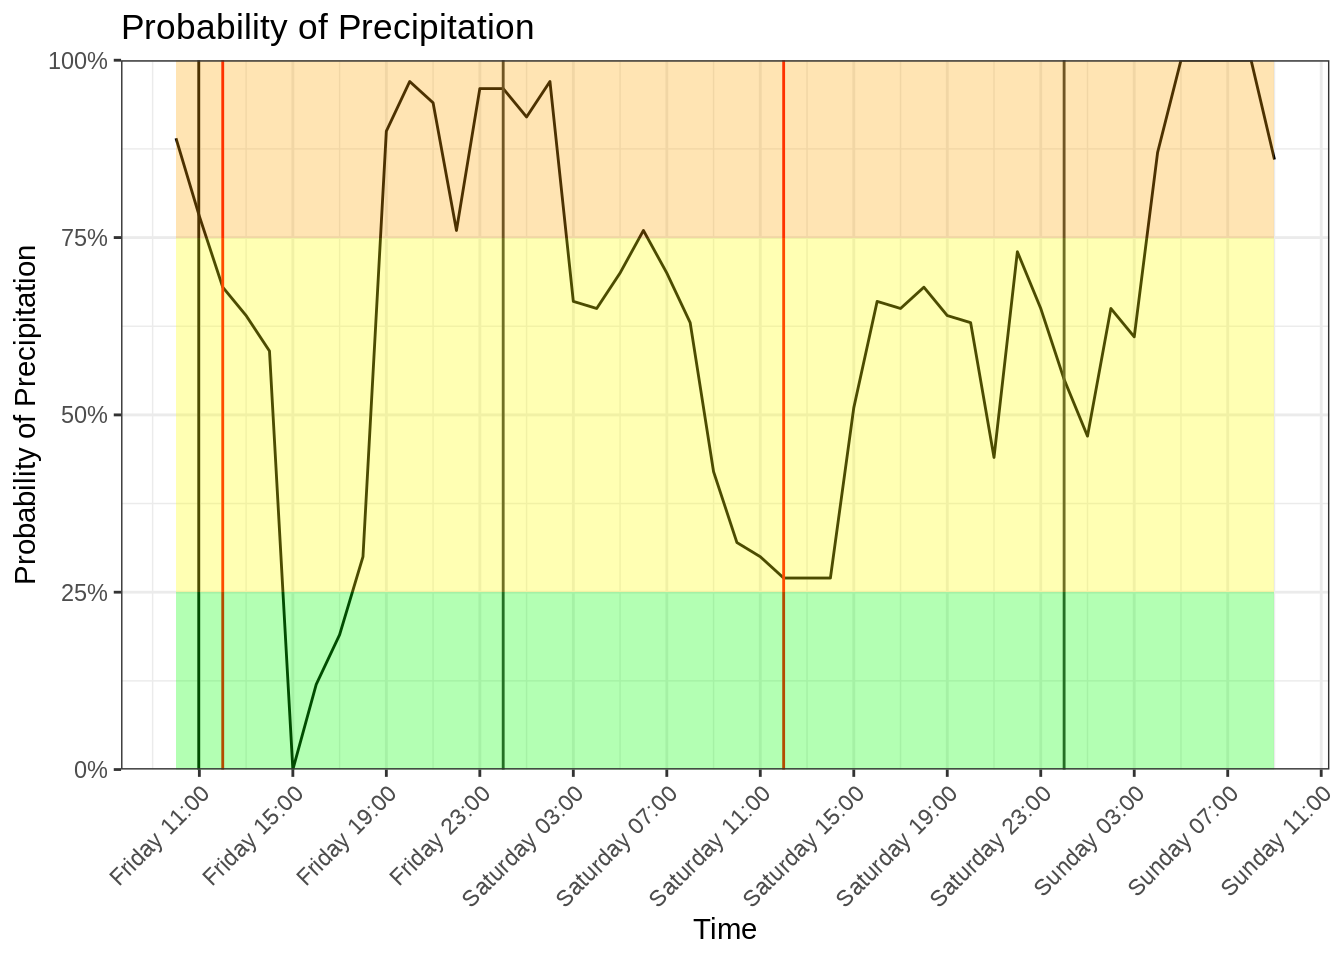 Probability of Precipitation
Probability of Precipitation
100%
75%
50%
25%
0%
Friday 11:00
Friday 15:00
Friday 19:00
Friday 23:00
Saturday 03:00
Saturday 07:00
Saturday 11:00
Saturday 15:00
Saturday 19:00
Saturday 23:00
Sunday 03:00
Sunday 07:00
Sunday 11:00
Time